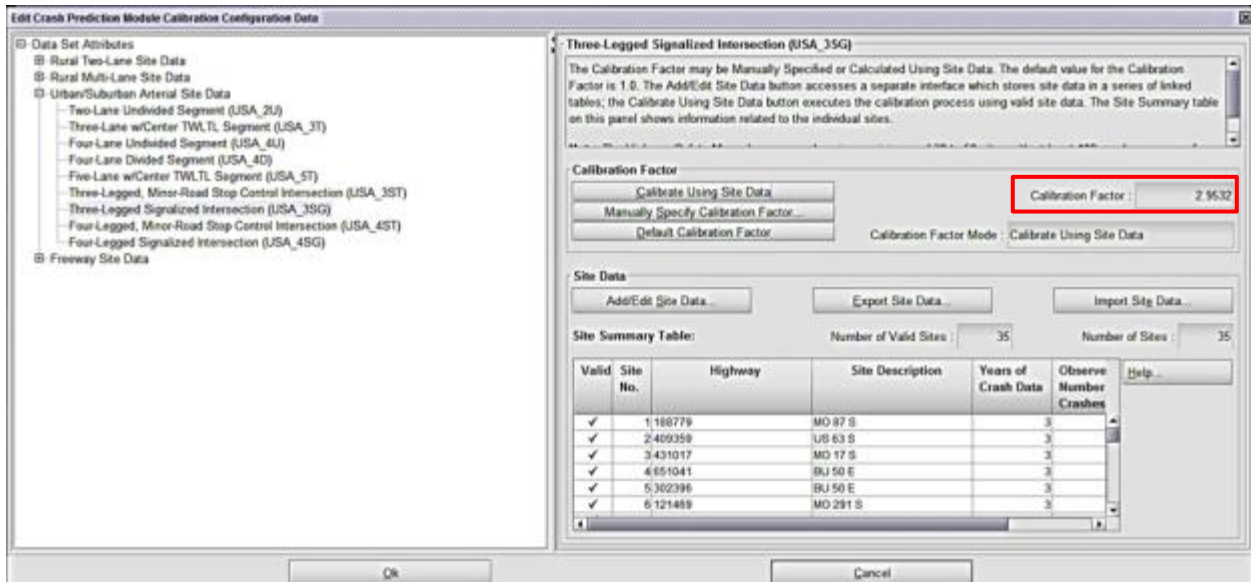 Edit Crash Prediction Module Calibration Configuration Data
Data Set Attributes
Rural Two-Lane Site Data
Rural Multi-Lane Site Data
Urban/Suburban Arterial Site Data
Two-Lane Undivided Segment (USA_2U)
Three-Lane w/Center TWLTL Segment (USA_3T)
Four-Lane Undivided Segment (USA_4U)
Four-Lane Divided Segment (USA_4D)
Five-Lane w/Center TWLTL Segment (USA_5T)
Three-Legged, Minor-Road Stop Control Intersection (USA_3ST)
Three-Legged Signalized Intersection (USA_3SG)
Four-Legged, Minor-Road Stop Control Intersection (USA_4ST)
Four-Legged Signalized Intersection (USA_4SG)
Freeway Site Data
Three-Legged Signalized Intersection (USA_3SG)
The Calibration Factor may be Manually Specified or Calculated Using Site Data. The default value for the Calibration
Factor is 1.0. The Add/Edit Site Data button accesses a separate interface which stores site data in a series of linked
tables; the Calibrate Using Site Data button executes the calibration process using valid site data. The Site Summary table
on this panel shows information related to the individual sites.
Calibration Factor
Calibrate Using Site Data
Calibration Factor : 2.9532
Manually Specify Calibration Factor...
Default Calibration Factor
Calibration Factor Mode : Calibrate Using Site Data
Site Data
Add/Edit Site Data... Export Site Data... Import Site Data...
Site Summary Table: Number of Valid Sites : 35 Number of Sites : 35
Valid Site No. Highway Site Description Years of Crash Data Observe Number Crashes
Help...
✓ 1 188779 MO 87 S 3
✓ 2 409359 US 63 S 3
✓ 3 431017 MO 17 S 3
✓ 4 651041 BU 50 E 3
✓ 5 302396 BU 50 E 3
✓ 6 121469 MO 291 S 3
Ok Cancel